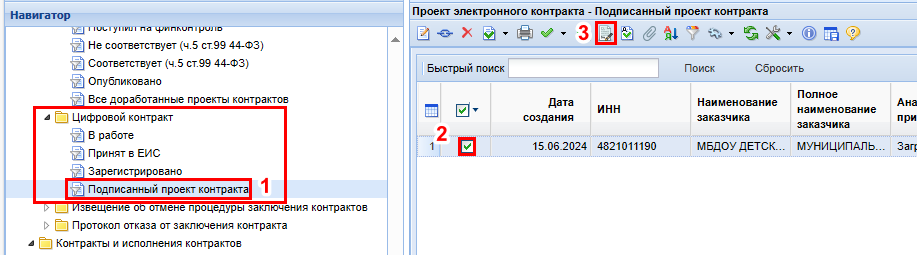 Навигатор
Поступил на финконтроль
Не соответствует (ч.5 ст.99 44-ФЗ)
Соответствует (ч.5 ст.99 44-ФЗ)
Опубликовано
Все доработанные проекты контрактов
Цифровой контракт
В работе
Принят в ЕИС
Зарегистрировано
Подписанный проект контракта 1
Извещение об отмене процедуры заключения контрактов
Протокол отказа от заключения контракта
Контракты и исполнения контрактов
Проект электронного контракта - Подписанный проект контракта
3
Быстрый поиск Поиск Сбросить
Дата создания
ИНН
Наименование заказчика
Полное наименование заказчика
Ана
при
2
1 15.06.2024 4821011190 МБДОУ ДЕТСК... МУНИЦИПАЛЬ... Загр